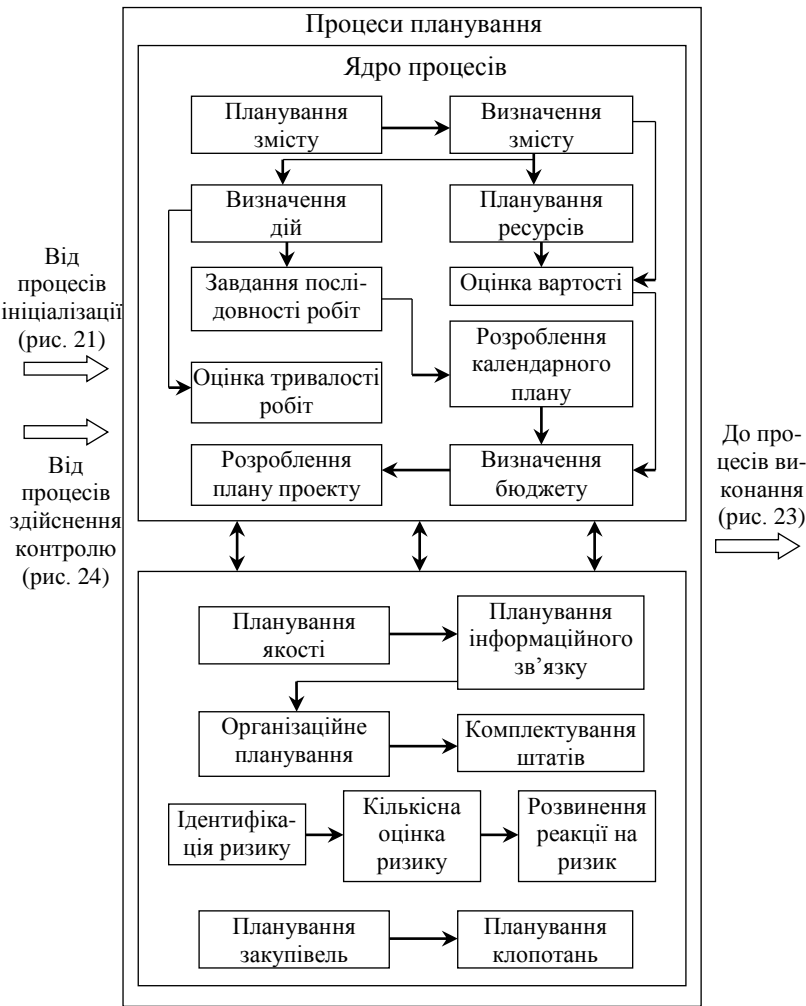 Процеси планування
Ядро процесів
Планування
змісту
Визначення
змісту
Визначення
дій
Планування
ресурсів
Завдання послі-
довності робіт
Оцінка вартості
Розроблення
календарного
плану
Оцінка тривалості
робіт
Розроблення
плану проекту
Визначення
бюджету
Від
процесів
ініціалізації
(рис. 21)
Від
процесів
здійснення
контролю
(рис. 24)
До про-
цесів ви-
конання
(рис. 23)
Планування
якості
Планування
інформаційного
зв’язку
Організаційне
планування
Комплектування
штатів
Ідентифіка-
ція ризику
Кількісна
оцінка
ризику
Розвинення
реакції на
ризик
Планування
закупівель
Планування
клопотань